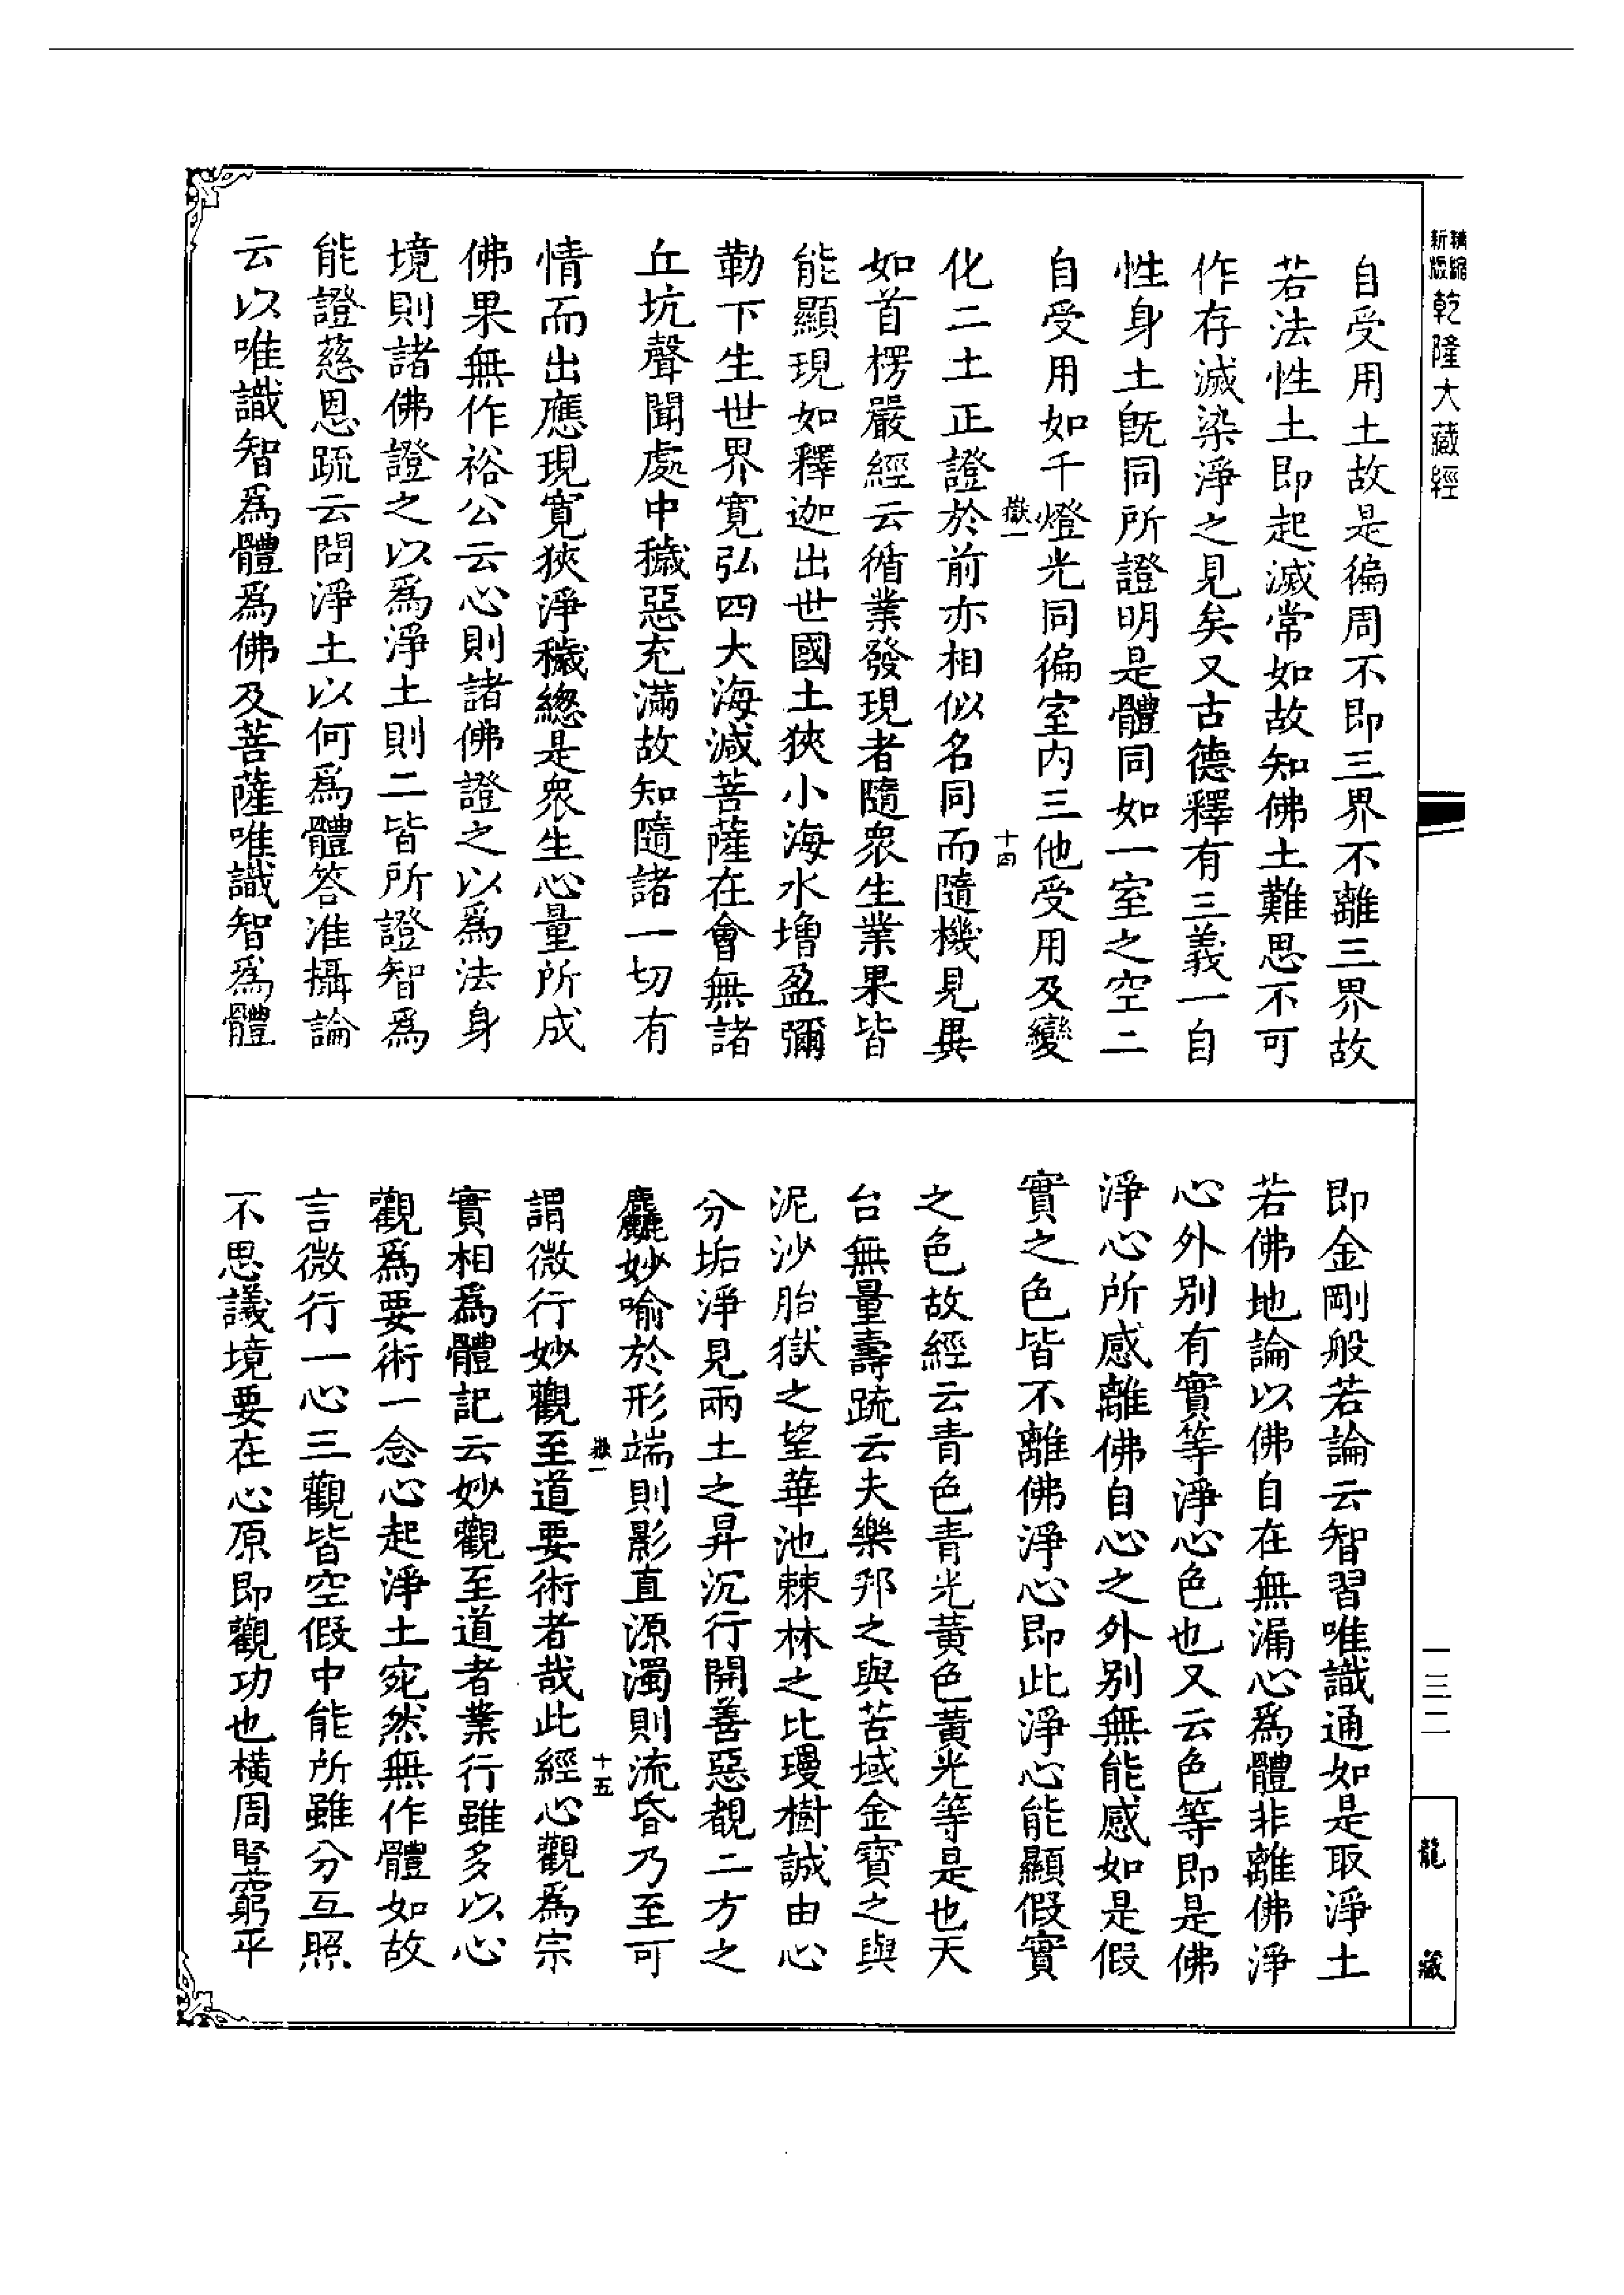 精縮
新版
乾隆大藏經
自受用土故是徧周不即三界不離三界故
若法性土即起滅常如故知佛土難思不可
作存滅染淨之見矣又古德釋有三義一自
性身土旣同所證明是體同如一室之空二
自受用如千燈光同徧室内三他受用及變
嶽一
十四
化二土正證於前亦相似名同而隨機見異
如首楞嚴經云循業發現者隨衆生業果皆
能顯現如釋迦出世國土狹小海水增盈彌
勒下生世界寬弘四大海減菩薩在會無諸
丘坑聲聞處中穢惡充滿故知隨諸一切有
情而出應現寬狹淨穢緫是衆生心量所成
佛果無作裕公云心則諸佛證之以爲法身
境則諸佛證之以爲淨土則二皆所證智爲
能證慈恩疏云問淨土以何爲體答准攝論
云以唯識智爲體爲佛及菩薩唯識智爲體
即金剛般若論云智習唯識通如是取淨土
若佛地論以佛自在無漏心爲體非離佛淨
心外别有實等淨心色也又云色等即是佛
淨心所感離佛自心之外别無能感如是假
實之色皆不離佛淨心即此淨心能顯假實
之色故經云青色青光黃色黃光等是也天
台無量壽疏云夫樂邦之與苦域金寶之與
泥沙胎獄之望華池棘林之比瓊樹誠由心
分垢淨見兩土之昇沉行開善惡覩二方之
麤妙喻於形端則影直源濁則流昏乃至可
嶽一
十五
謂微行妙觀至道要術者哉此經心觀爲宗
實相爲體記云妙觀至道者業行雖多以心
觀爲要術一念心起淨土宛然無作體如故
言微行一心三觀皆空假中能所雖分互照
不思議境要在心原即觀功也橫周豎窮平
一三二
龍藏